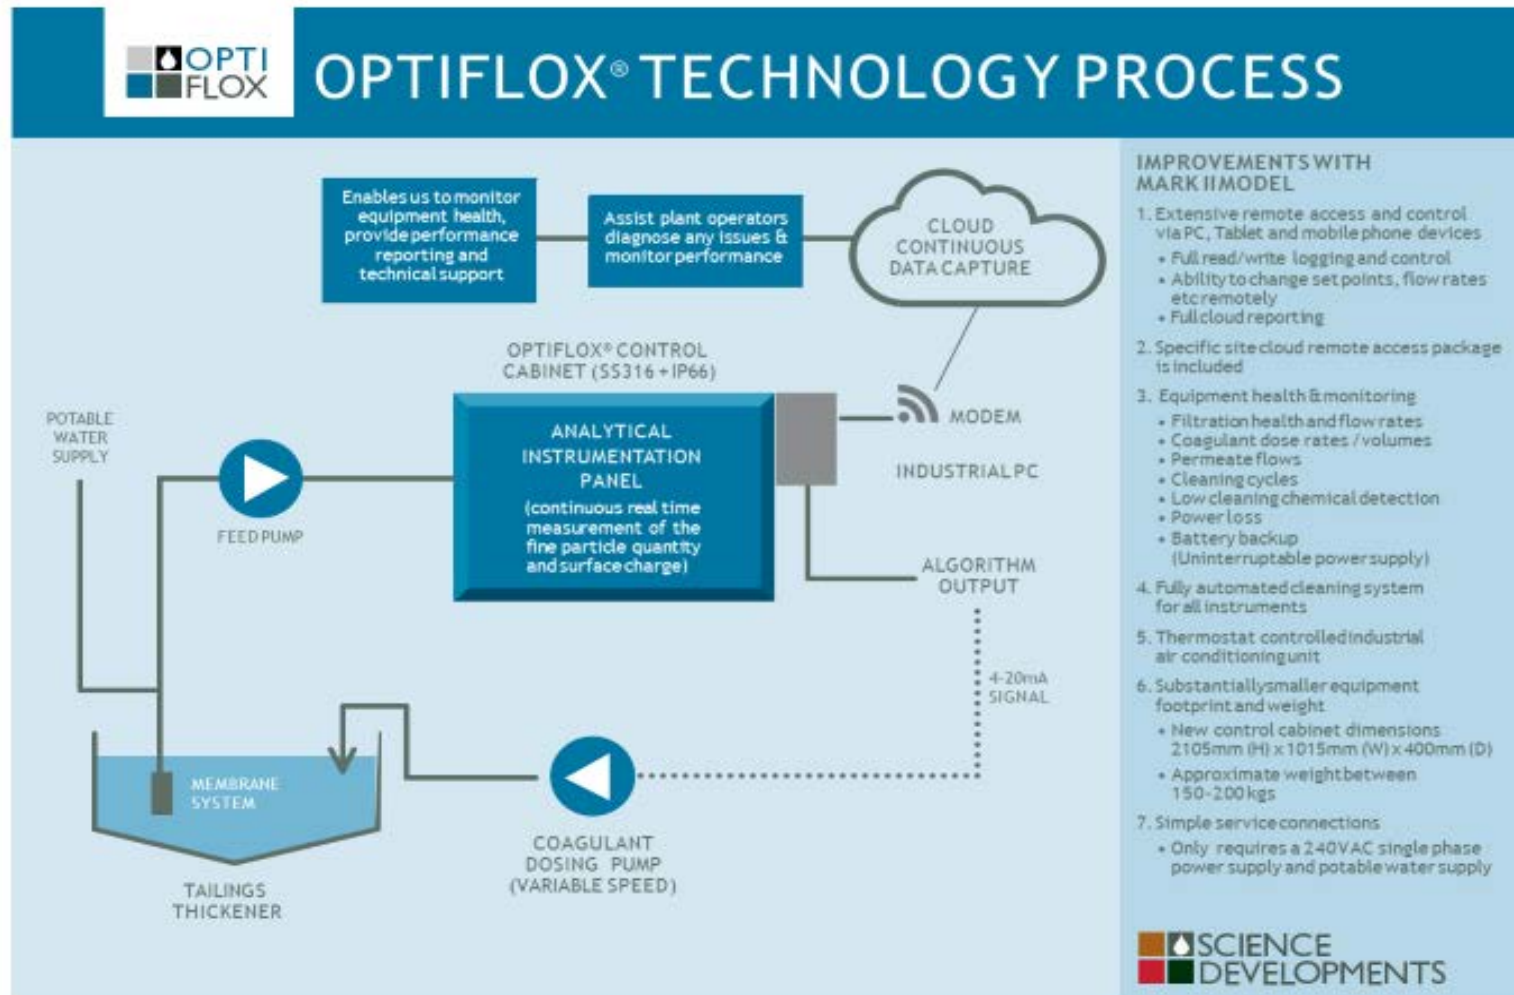 OPTI
FLOX
OPTIFLOX® TECHNOLOGY PROCESS
Enables us to monitor
equipment health,
provide performance
reporting and
technical support
Assist plant operators
diagnose any issues &
monitor performance
CLOUD
CONTINUOUS
DATA CAPTURE
OPTIFLOX® CONTROL
CABINET (SS316 + IP66)
POTABLE
WATER
SUPPLY
FEED PUMP
ANALYTICAL
INSTRUMENTATION
PANEL
(continuous real time
measurement of the
fine particle quantity
and surface charge)
MODEM
INDUSTRIAL PC
ALGORITHM
OUTPUT
4-20mA
SIGNAL
MEMBRANE
SYSTEM
TAILINGS
THICKENER
COAGULANT
DOSING PUMP
(VARIABLE SPEED)
IMPROVEMENTS WITH
MARK II MODEL
1. Extensive remote access and control
via PC, Tablet and mobile phone devices
• Full read/write logging and control
• Ability to change set points, flow rates
etc remotely
• Full cloud reporting
2. Specific site cloud remote access package
is included
3. Equipment health & monitoring
• Filtration health and flow rates
• Coagulant dose rates / volumes
• Permeate flows
• Cleaning cycles
• Low cleaning chemical detection
• Power loss
• Battery backup
(Uninterruptable power supply)
4. Fully automated cleaning system
for all instruments
5. Thermostat controlled industrial
air conditioning unit
6. Substantially smaller equipment
footprint and weight
• New control cabinet dimensions
2105mm (H) x 1015mm (W) x 400mm (D)
• Approximate weight between
150-200 kgs
7. Simple service connections
• Only requires a 240VAC single phase
power supply and potable water supply
SCIENCE
DEVELOPMENTS